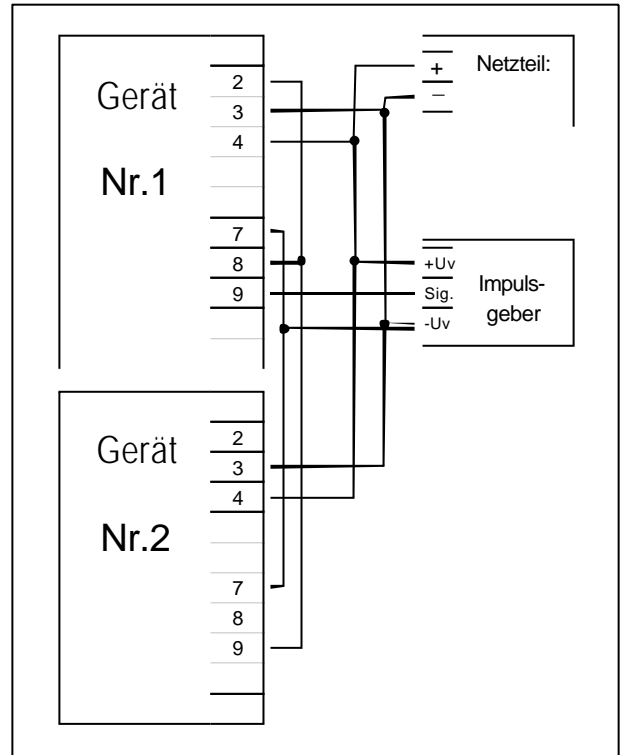 Gerät
Nr.1
2
3
4
7
8
9
Netzteil:
+
–
+Uv
Sig.
-Uv
Impuls-
geber
Gerät
Nr.2
2
3
4
7
8
9